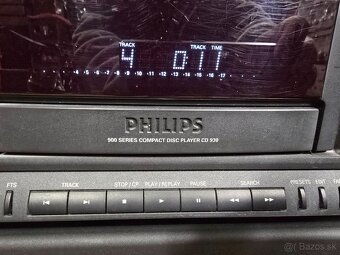 TRACK TRACK TIME
4 0:11
-4 -5 -6 -7 -8 -9 -10 -11 -12 -13 -14 -15 -16 -17
PHILIPS
900 SERIES COMPACT DISC PLAYER CD 930
FTS TRACK STOP/CP PLAY/REPLAY PAUSE SEARCH PRESETS EDIT
Bazos.sk